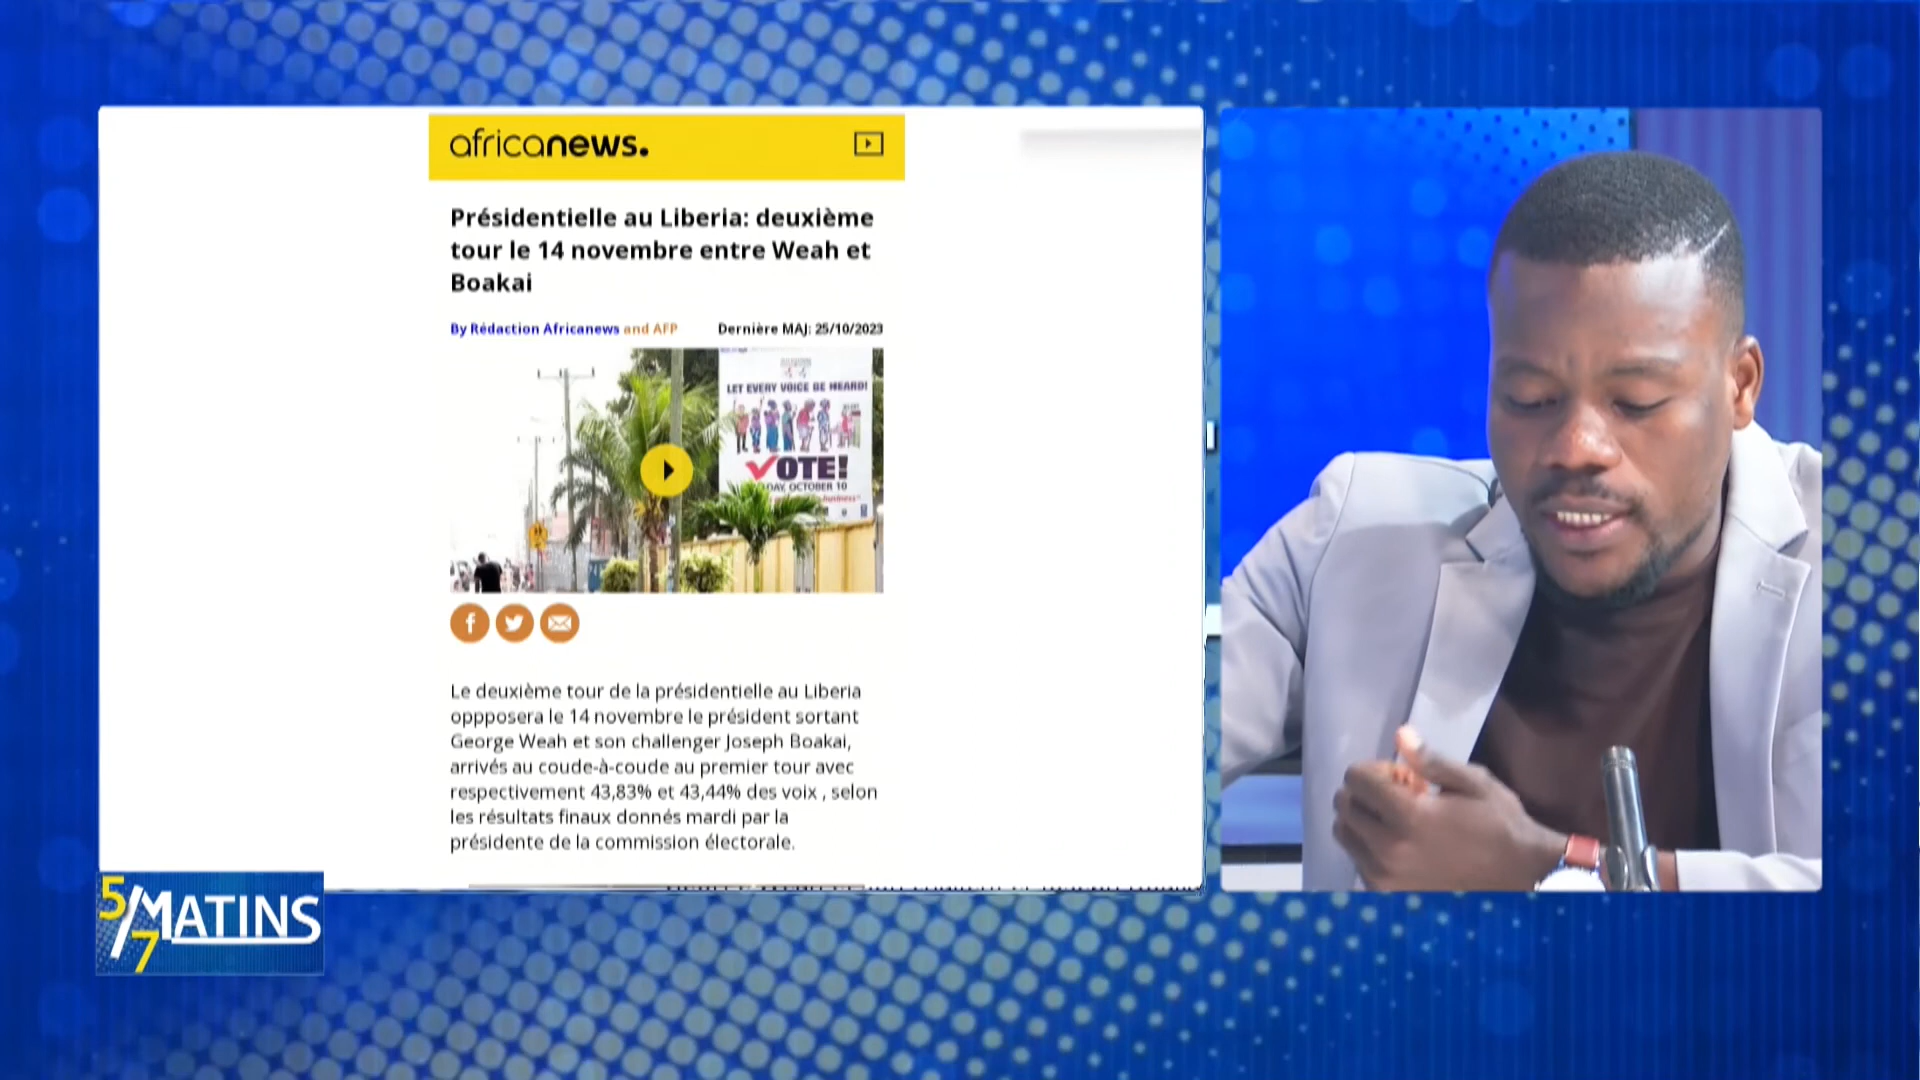 africanews.
Présidentielle au Liberia: deuxième
tour le 14 novembre entre Weah et
Boakai
By Rédaction Africanews and AFP
Dernière MAJ: 25/10/2023
LET EVERY VOICE BE HEARD!
VOTE!
DAY, OCTOBER 10
Le deuxième tour de la présidentielle au Liberia
oppposera le 14 novembre le président sortant
George Weah et son challenger Joseph Boakai,
arrivés au coude-à-coude au premier tour avec
respectivement 43,83% et 43,44% des voix , selon
les résultats finaux donnés mardi par la
présidente de la commission électorale.
5/7 MATINS